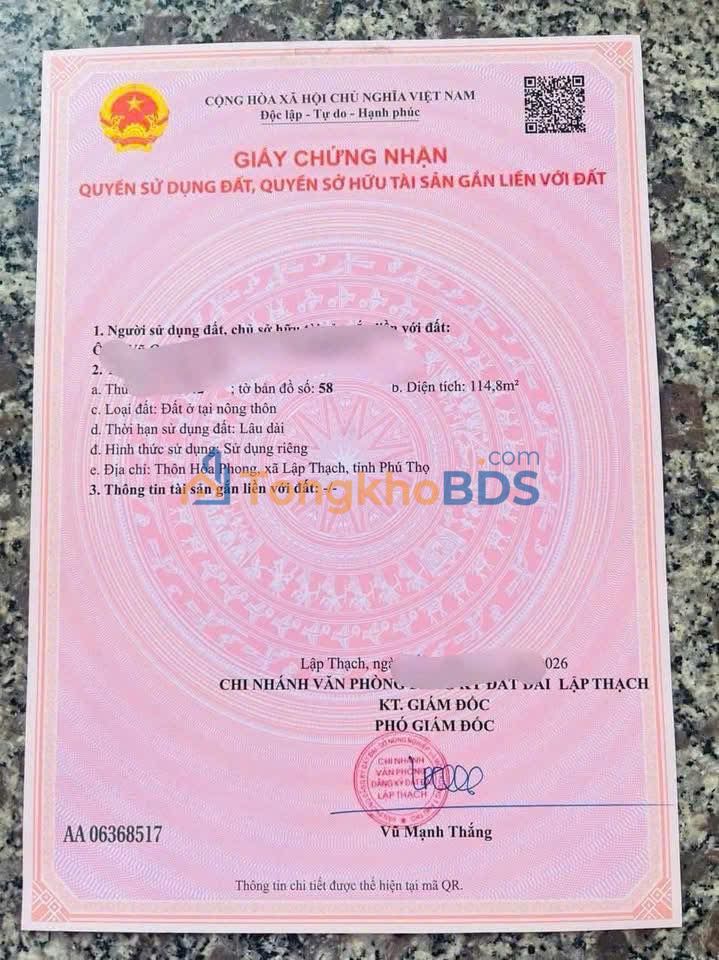 CỘNG HÒA XÃ HỘI CHỦ NGHĨA VIỆT NAM
Độc lập - Tự do - Hạnh phúc
GIẤY CHỨNG NHẬN
QUYỀN SỬ DỤNG ĐẤT, QUYỀN SỞ HỮU TÀI SẢN GẮN LIỀN VỚI ĐẤT
1. Người sử dụng đất, chủ sở hữu với đất:
2.
a. ; tờ bản đồ số: 58 b. Diện tích: 114,8m²
c. Loại đất: Đất ở tại nông thôn
d. Thời hạn sử dụng đất: Lâu dài
đ. Hình thức sử dụng: Sử dụng riêng
e. Địa chỉ: Thôn Hòa Phong, xã Lập Thạch, tỉnh Phú Thọ
3. Thông tin tài sản gắn liền với đất: -/-
TổngkhoBDS.com
Lập Thạch, 026
CHI NHÁNH VĂN PHÒNG ĐĂNG KÝ ĐẤT ĐAI LẬP THẠCH
KT. GIÁM ĐỐC
PHÓ GIÁM ĐỐC
CHI NHÁNH
VĂN PHÒNG
ĐĂNG KÝ ĐẤT
LẬP THẠCH
AA 06368517
Vũ Mạnh Thắng
Thông tin chi tiết được thể hiện tại mã QR.